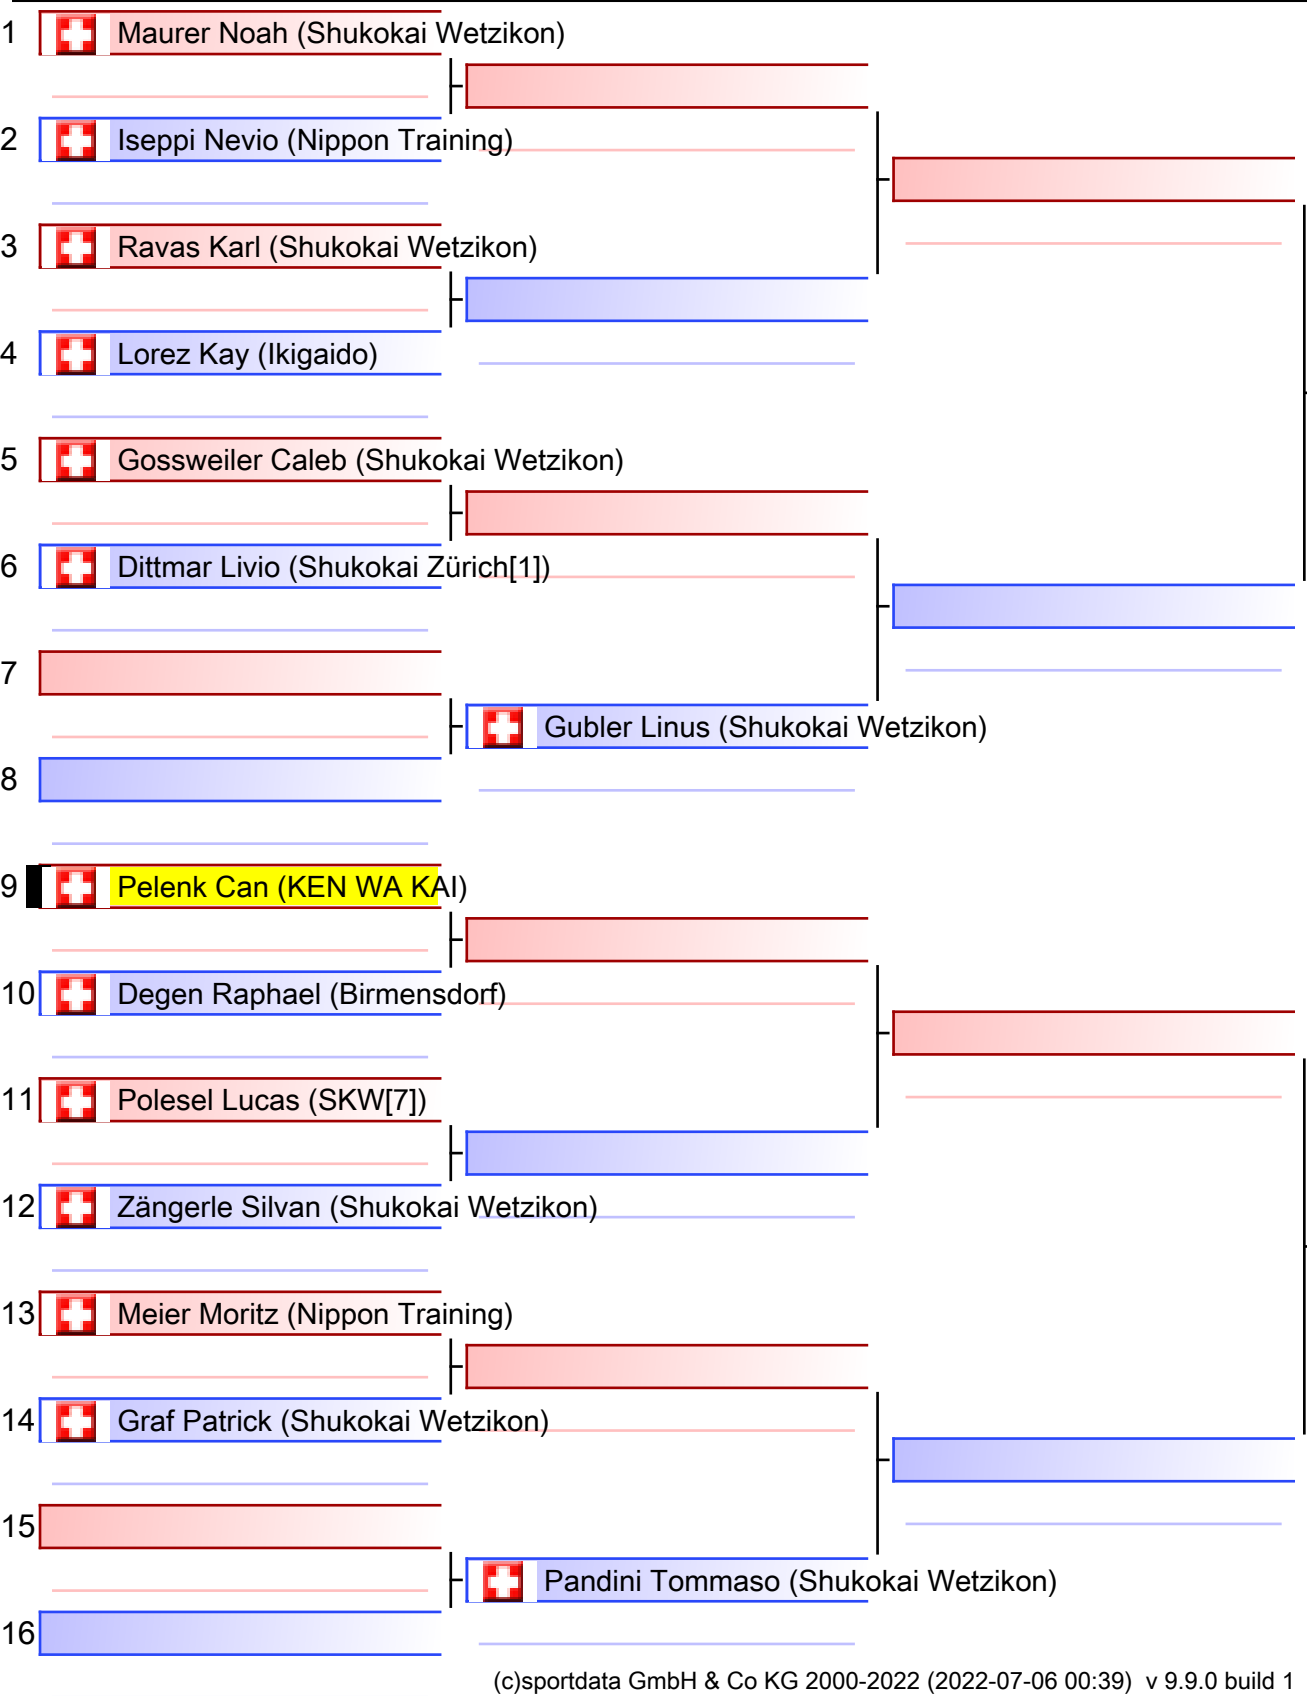 1 Maurer Noah (Shukokai Wetzikon)
2 Iseppi Nevio (Nippon Training)
3 Ravas Karl (Shukokai Wetzikon)
4 Lorez Kay (Ikigaido)
5 Gossweiler Caleb (Shukokai Wetzikon)
6 Dittmar Livio (Shukokai Zürich[1])
7
Gubler Linus (Shukokai Wetzikon)
8
9 Pelenk Can (KEN WA KAI)
10 Degen Raphael (Birmensdorf)
11 Polesel Lucas (SKW[7])
12 Zängerle Silvan (Shukokai Wetzikon)
13 Meier Moritz (Nippon Training)
14 Graf Patrick (Shukokai Wetzikon)
15
Pandini Tommaso (Shukokai Wetzikon)
16
(c)sportdata GmbH & Co KG 2000-2022 (2022-07-06 00:39) v 9.9.0 build 1